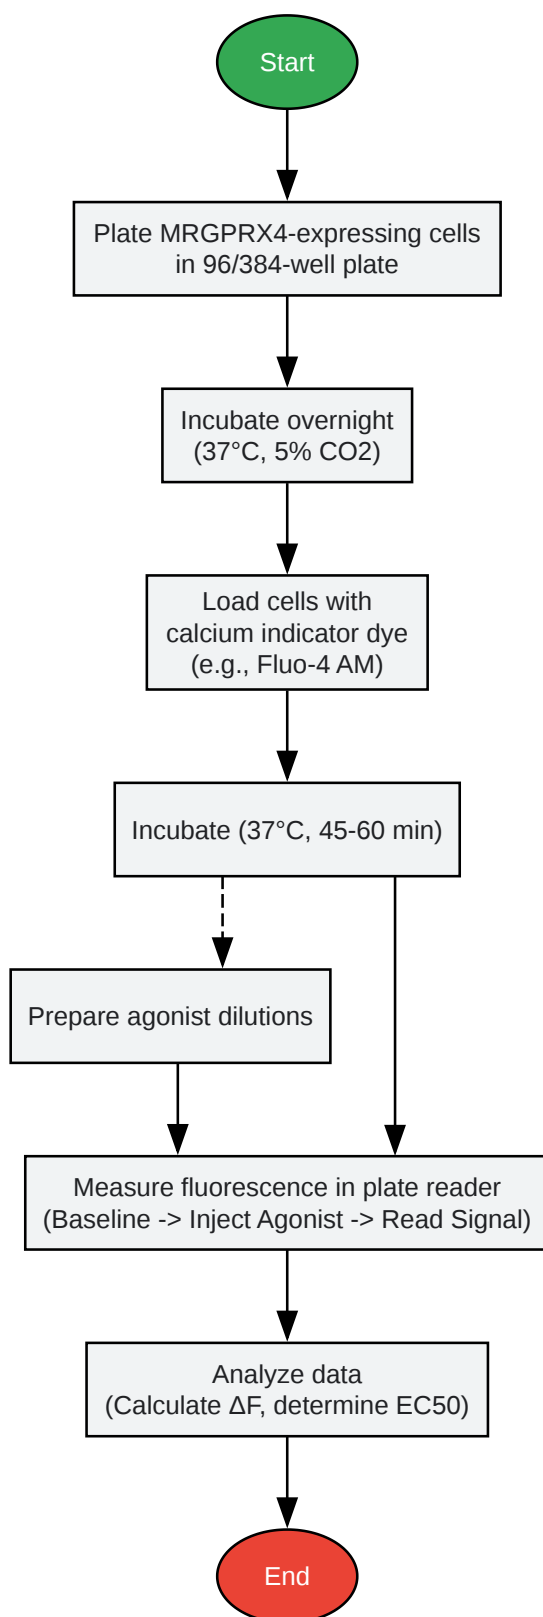 Start
Plate MRGPRX4-expressing cells
in 96/384-well plate
Incubate overnight
(37°C, 5% CO2)
Load cells with
calcium indicator dye
(e.g., Fluo-4 AM)
Incubate (37°C, 45-60 min)
Prepare agonist dilutions
Measure fluorescence in plate reader
(Baseline -> Inject Agonist -> Read Signal)
Analyze data
(Calculate ΔF, determine EC50)
End